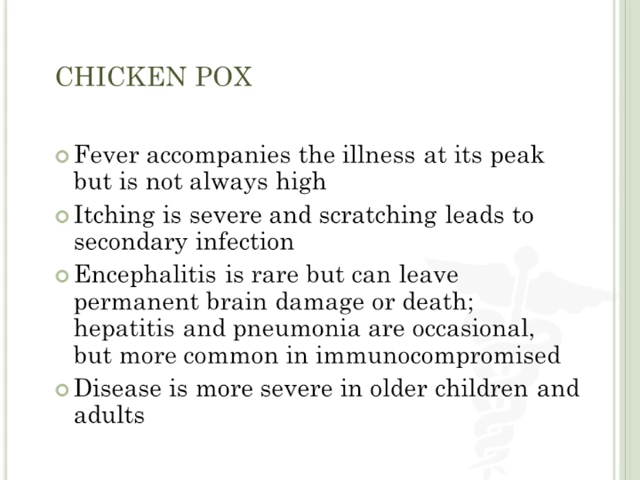 CHICKEN POX
Fever accompanies the illness at its peak
but is not always high
Itching is severe and scratching leads to
secondary infection
Encephalitis is rare but can leave
permanent brain damage or death;
hepatitis and pneumonia are occasional,
but more common in immunocompromised
Disease is more severe in older children and
adults